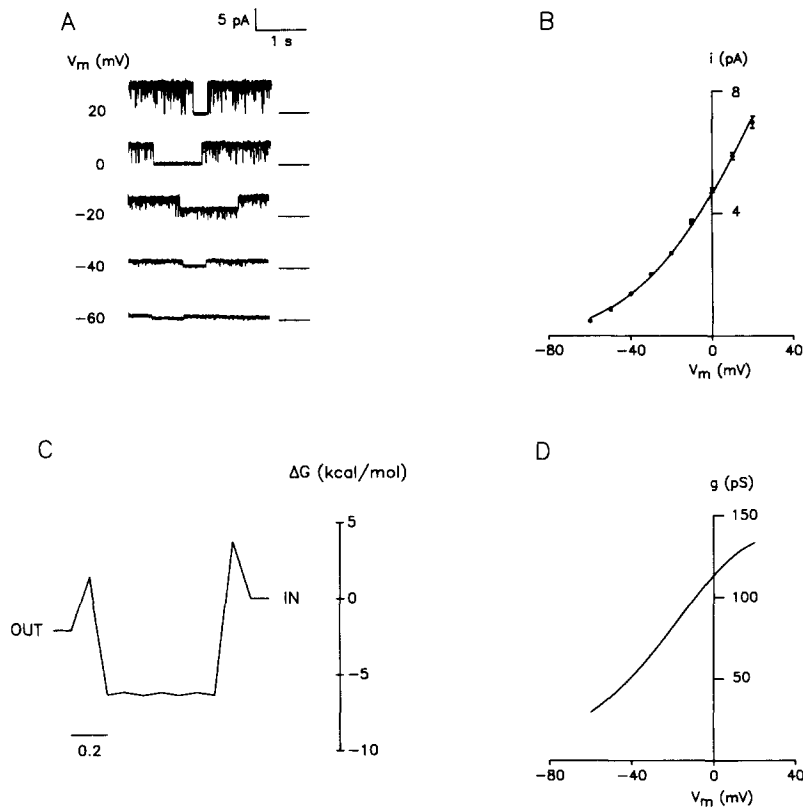 A
5 pA
1 s
V_m (mV)
20
0
−20
−40
−60
B
i (pA)
8
4
−80
−40
0
40
V_m (mV)
C
ΔG (kcal/mol)
5
0
−5
−10
OUT
IN
0.2
D
g (pS)
150
100
50
−80
−40
0
40
V_m (mV)